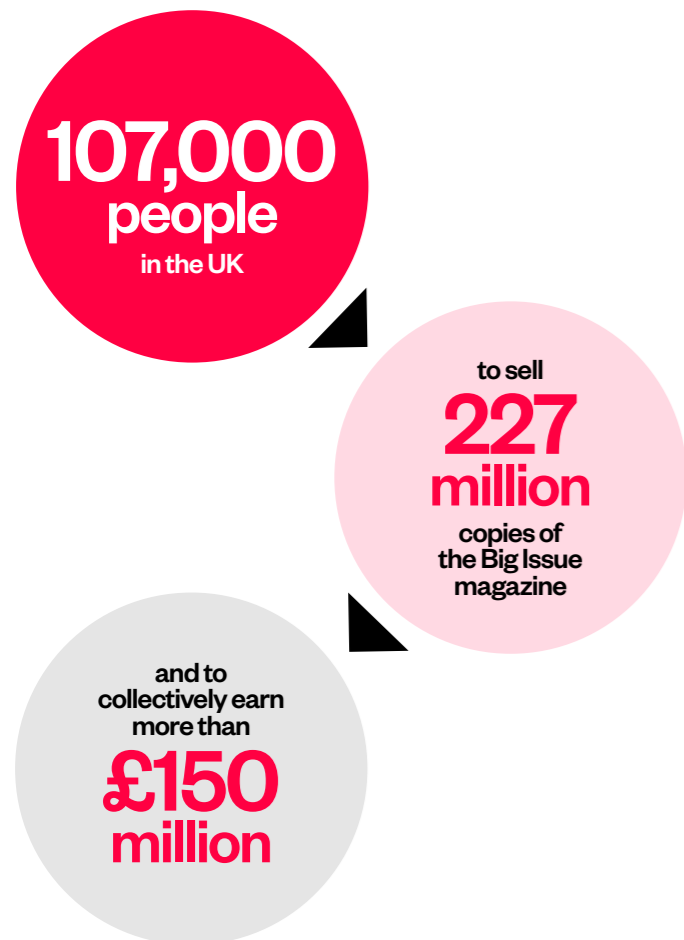 107,000
people
in the UK
to sell
227
million
copies of
the Big Issue
magazine
and to
collectively earn
more than
£150
million